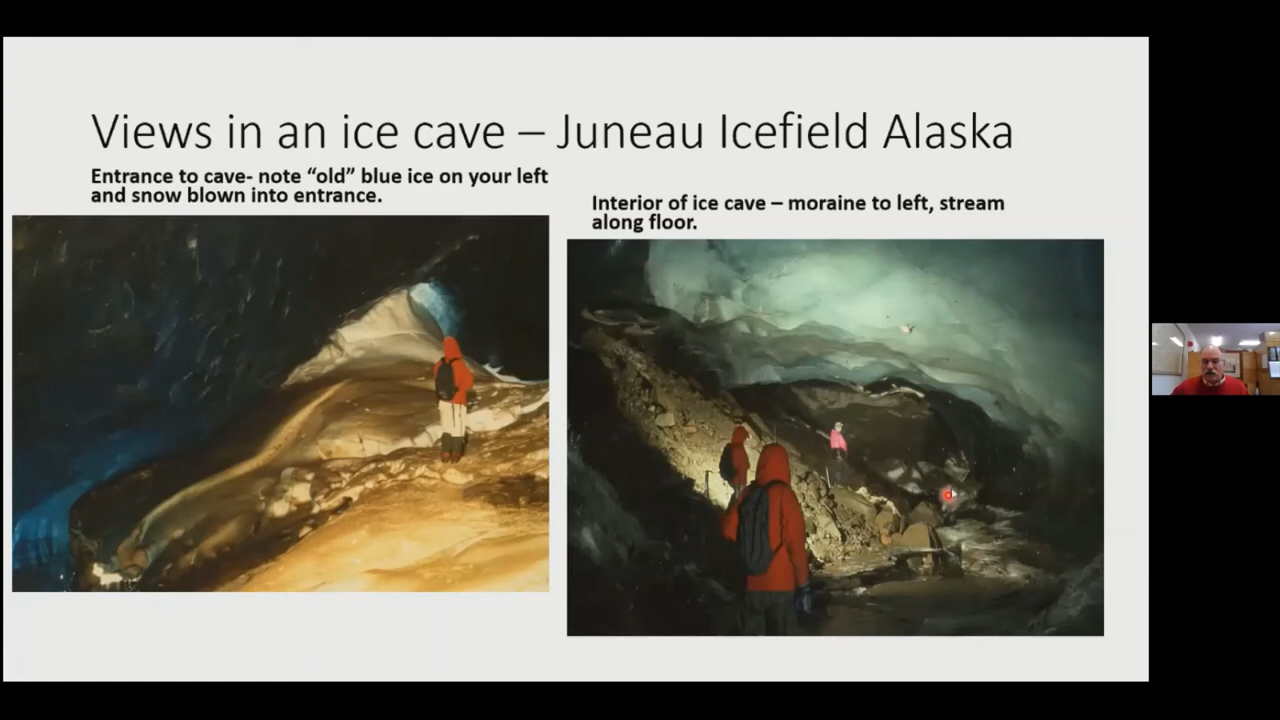 Views in an ice cave – Juneau Icefield Alaska
Entrance to cave- note “old” blue ice on your left
and snow blown into entrance.
Interior of ice cave – moraine to left, stream
along floor.